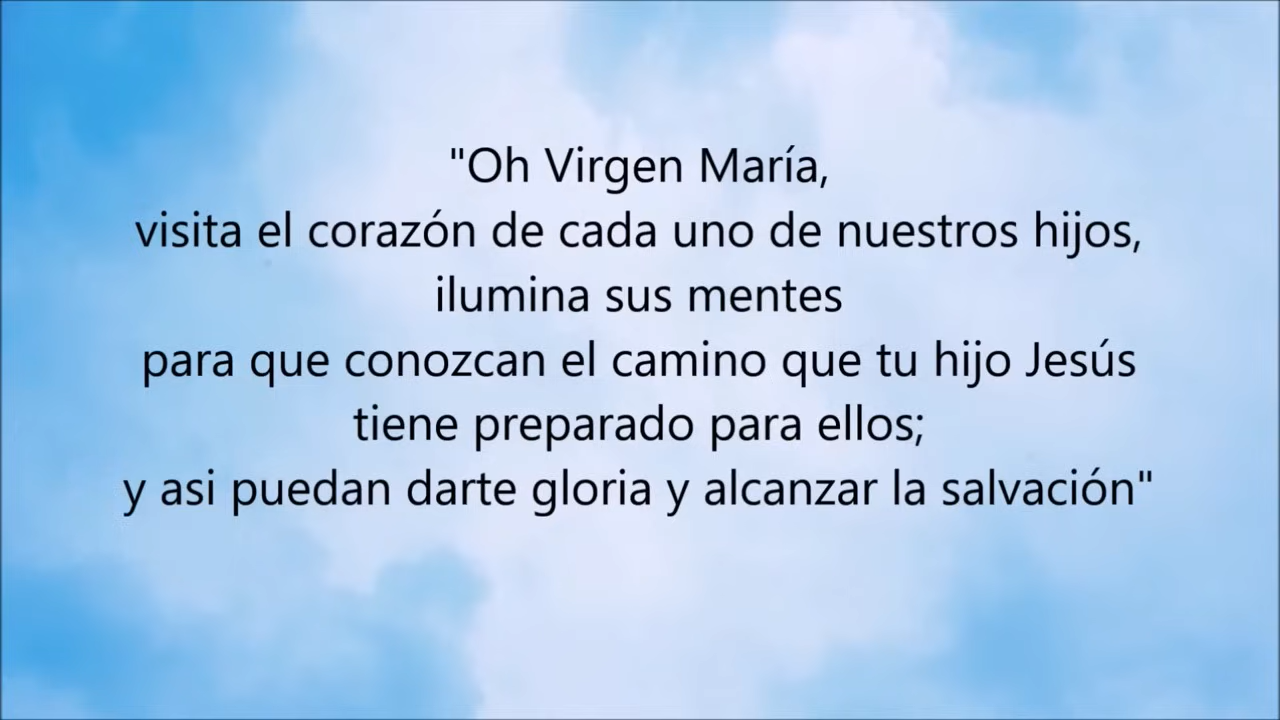 "Oh Virgen María,
visita el corazón de cada uno de nuestros hijos,
ilumina sus mentes
para que conozcan el camino que tu hijo Jesús
tiene preparado para ellos;
y asi puedan darte gloria y alcanzar la salvación"